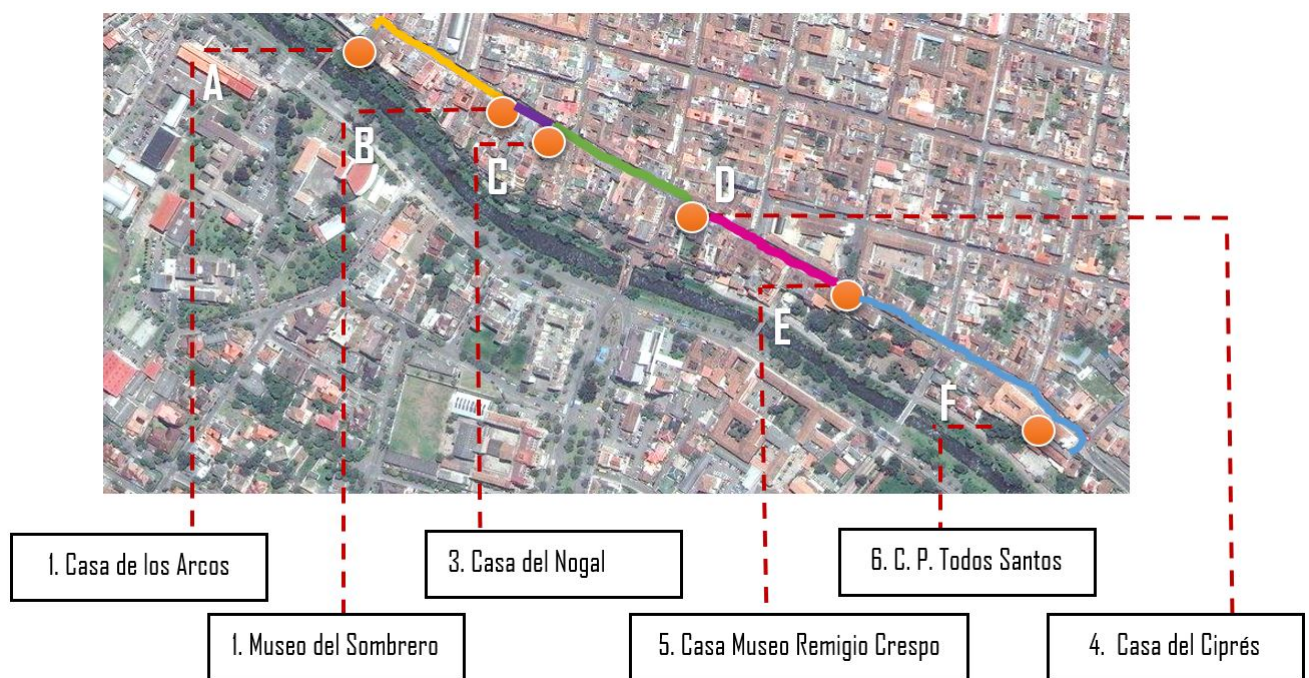 A
B
C
D
E
F
1. Casa de los Arcos
3. Casa del Nogal
6. C. P. Todos Santos
1. Museo del Sombrero
5. Casa Museo Remigio Crespo
4. Casa del Ciprés